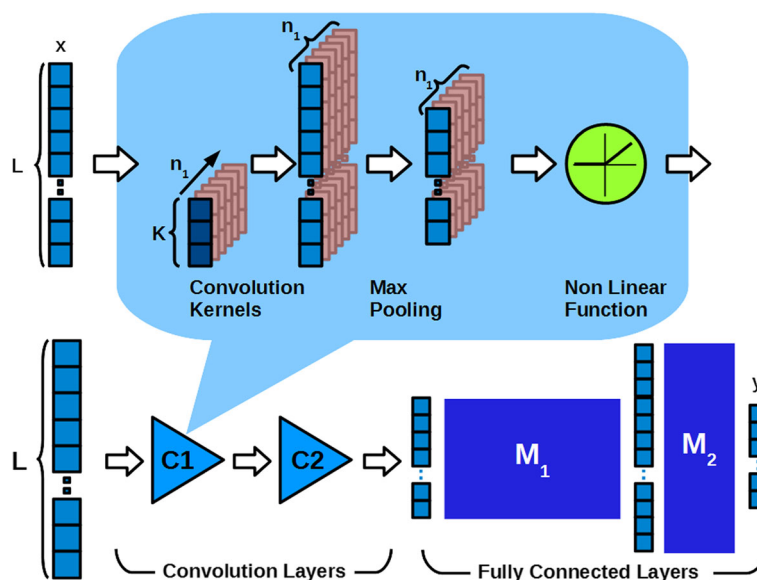 x
n1
n1
L
n1
K
Convolution
Kernels
Max
Pooling
Non Linear
Function
L
C1
C2
M1
M2
y
Convolution Layers
Fully Connected Layers